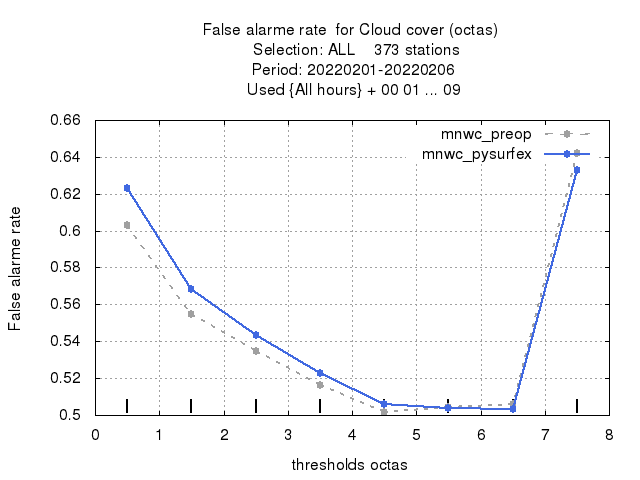 False alarme rate  for Cloud cover (octas)
Selection: ALL    373 stations
Period: 20220201-20220206
Used {All hours} + 00 01 ... 09
mnwc_preop
mnwc_pysurfex
0.66
0.64
0.62
0.6
0.58
0.56
0.54
0.52
0.5
False alarme rate
0 1 2 3 4 5 6 7 8
thresholds octas